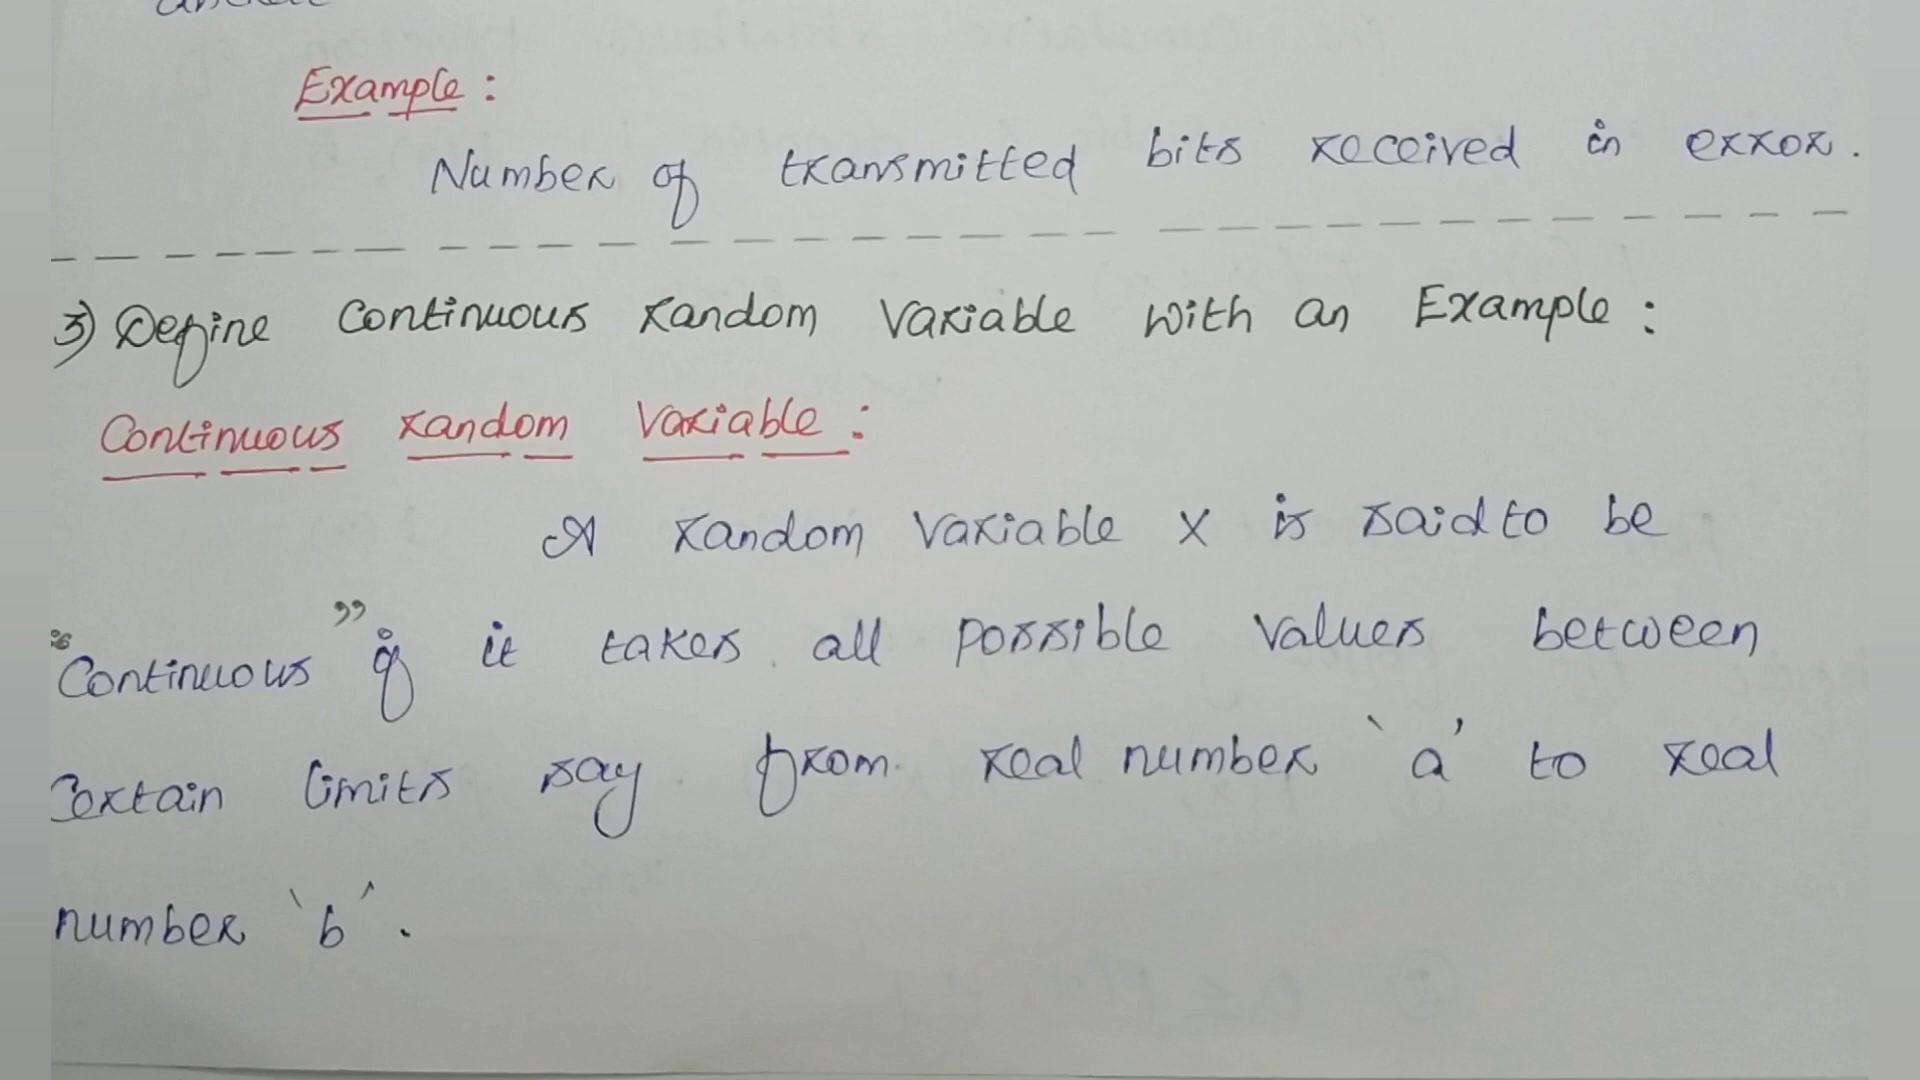 Example :
Number of transmitted bits received in error.
3) Define Continuous random variable with an Example :
Continuous random Variable :
A random variable X is said to be
"Continuous" if it takes all possible values between
Certain limits say from real number `a' to real
number `b'.